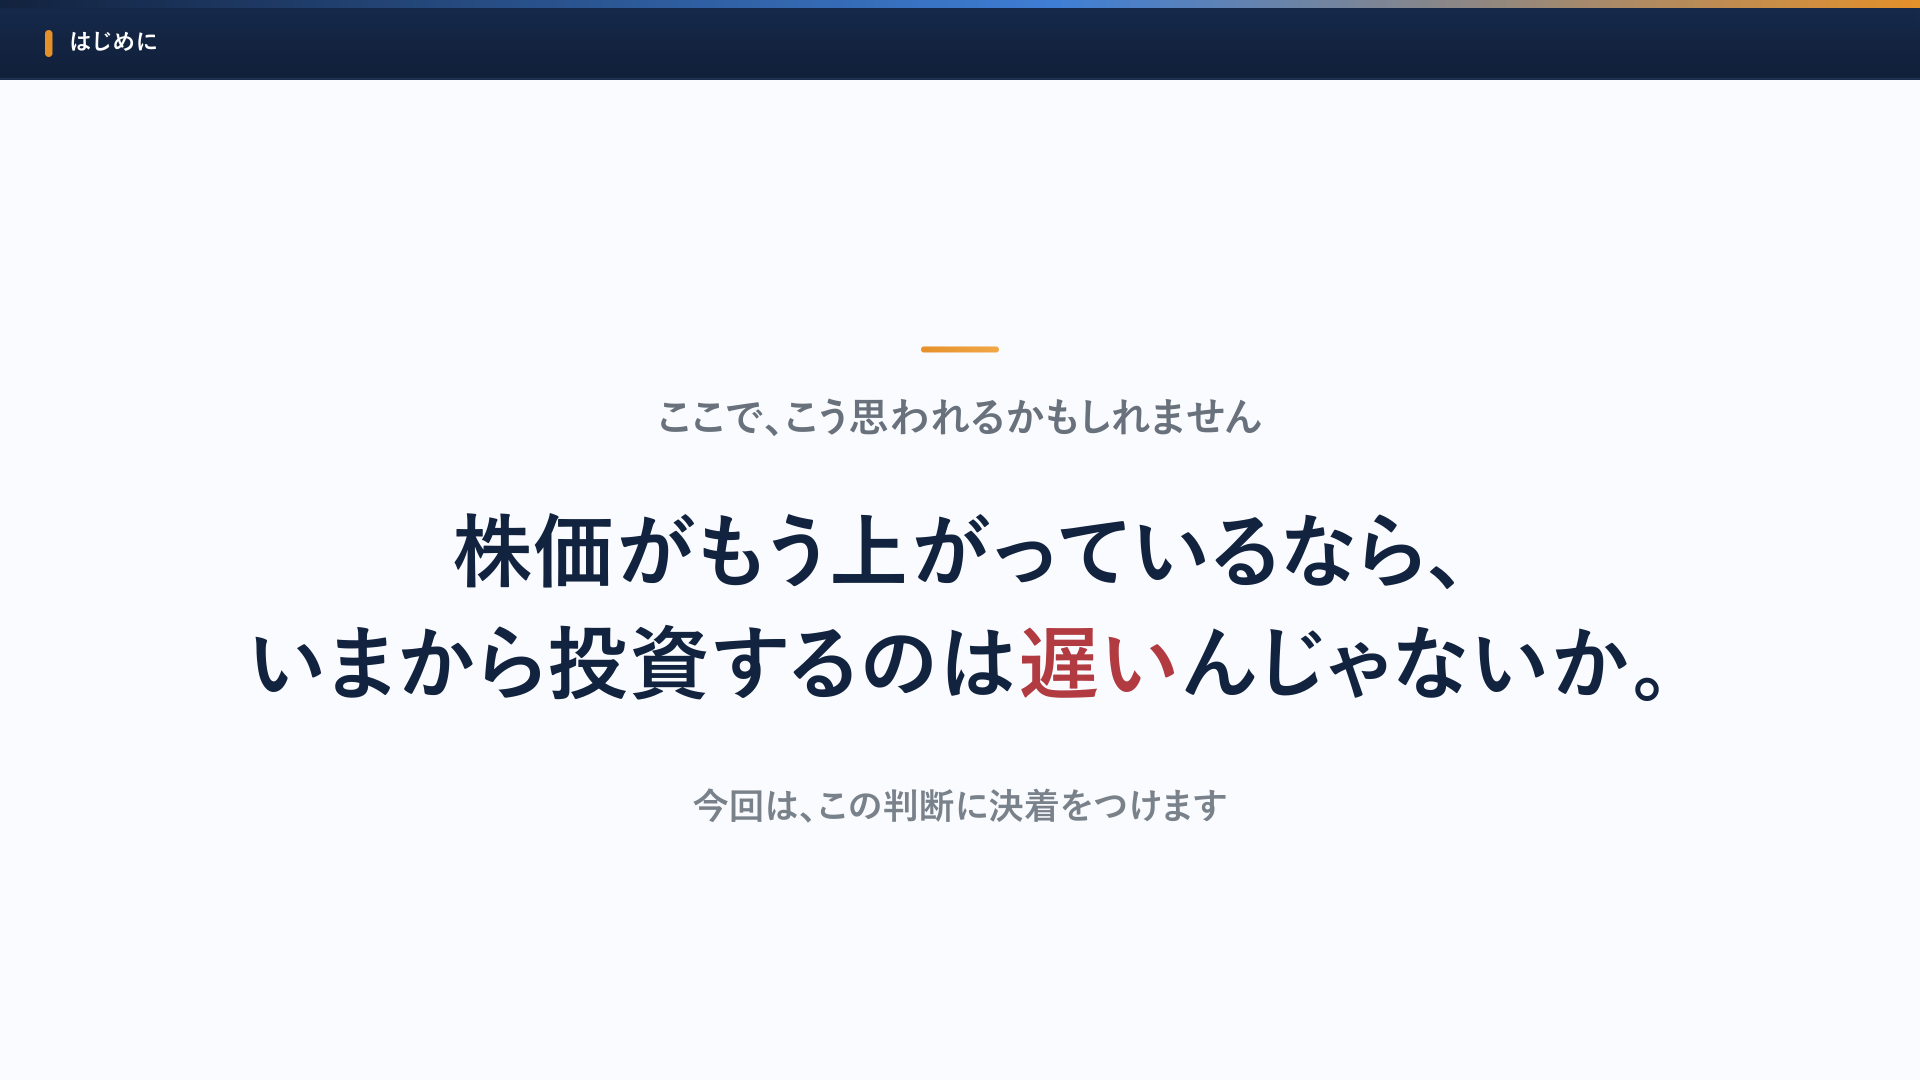 はじめに
ここで、こう思われるかもしれません
株価がもう上がっているなら、
いまから投資するのは遅いんじゃないか。
今回は、この判断に決着をつけます